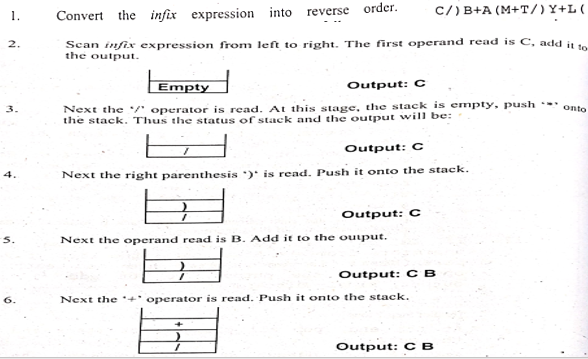 1. Convert the infix expression into reverse order. C/)B+A(M+T/)Y+L(
2. Scan infix expression from left to right. The first operand read is C, add it to
the output.
Empty Output: C
3. Next the '/' operator is read. At this stage, the stack is empty, push '*' onto
the stack. Thus the status of stack and the output will be:
/ Output: C
4. Next the right parenthesis ')' is read. Push it onto the stack.
)
/ Output: C
5. Next the operand read is B. Add it to the output.
)
/ Output: C B
6. Next the '+' operator is read. Push it onto the stack.
+
)
/ Output: C B